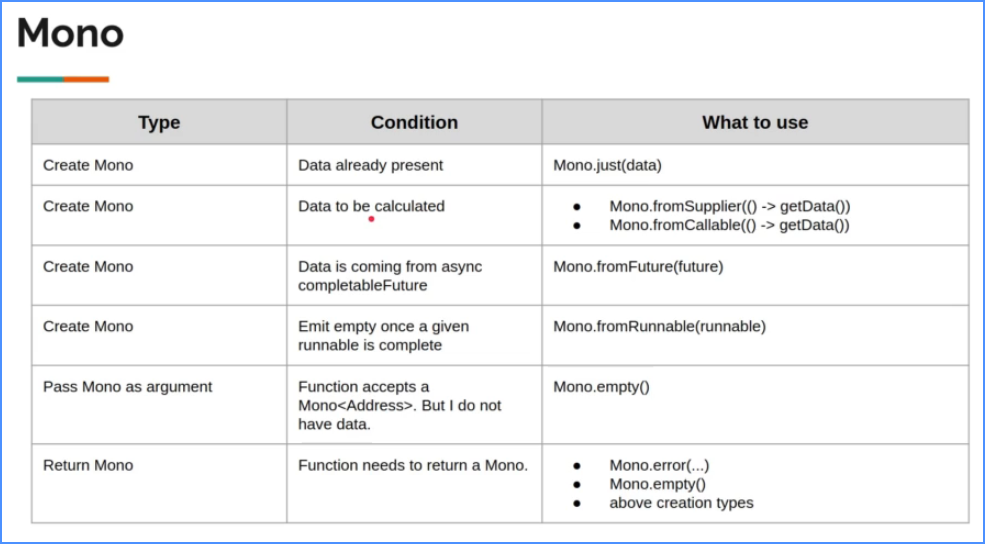 Mono
Type Condition What to use
Create Mono Data already present Mono.just(data)
Create Mono Data to be calculated ● Mono.fromSupplier(() -> getData())
● Mono.fromCallable(() -> getData())
Create Mono Data is coming from async Mono.fromFuture(future)
completableFuture
Create Mono Emit empty once a given Mono.fromRunnable(runnable)
runnable is complete
Pass Mono as argument Function accepts a Mono.empty()
Mono<Address>. But I do not
have data.
Return Mono Function needs to return a Mono. ● Mono.error(...)
● Mono.empty()
● above creation types